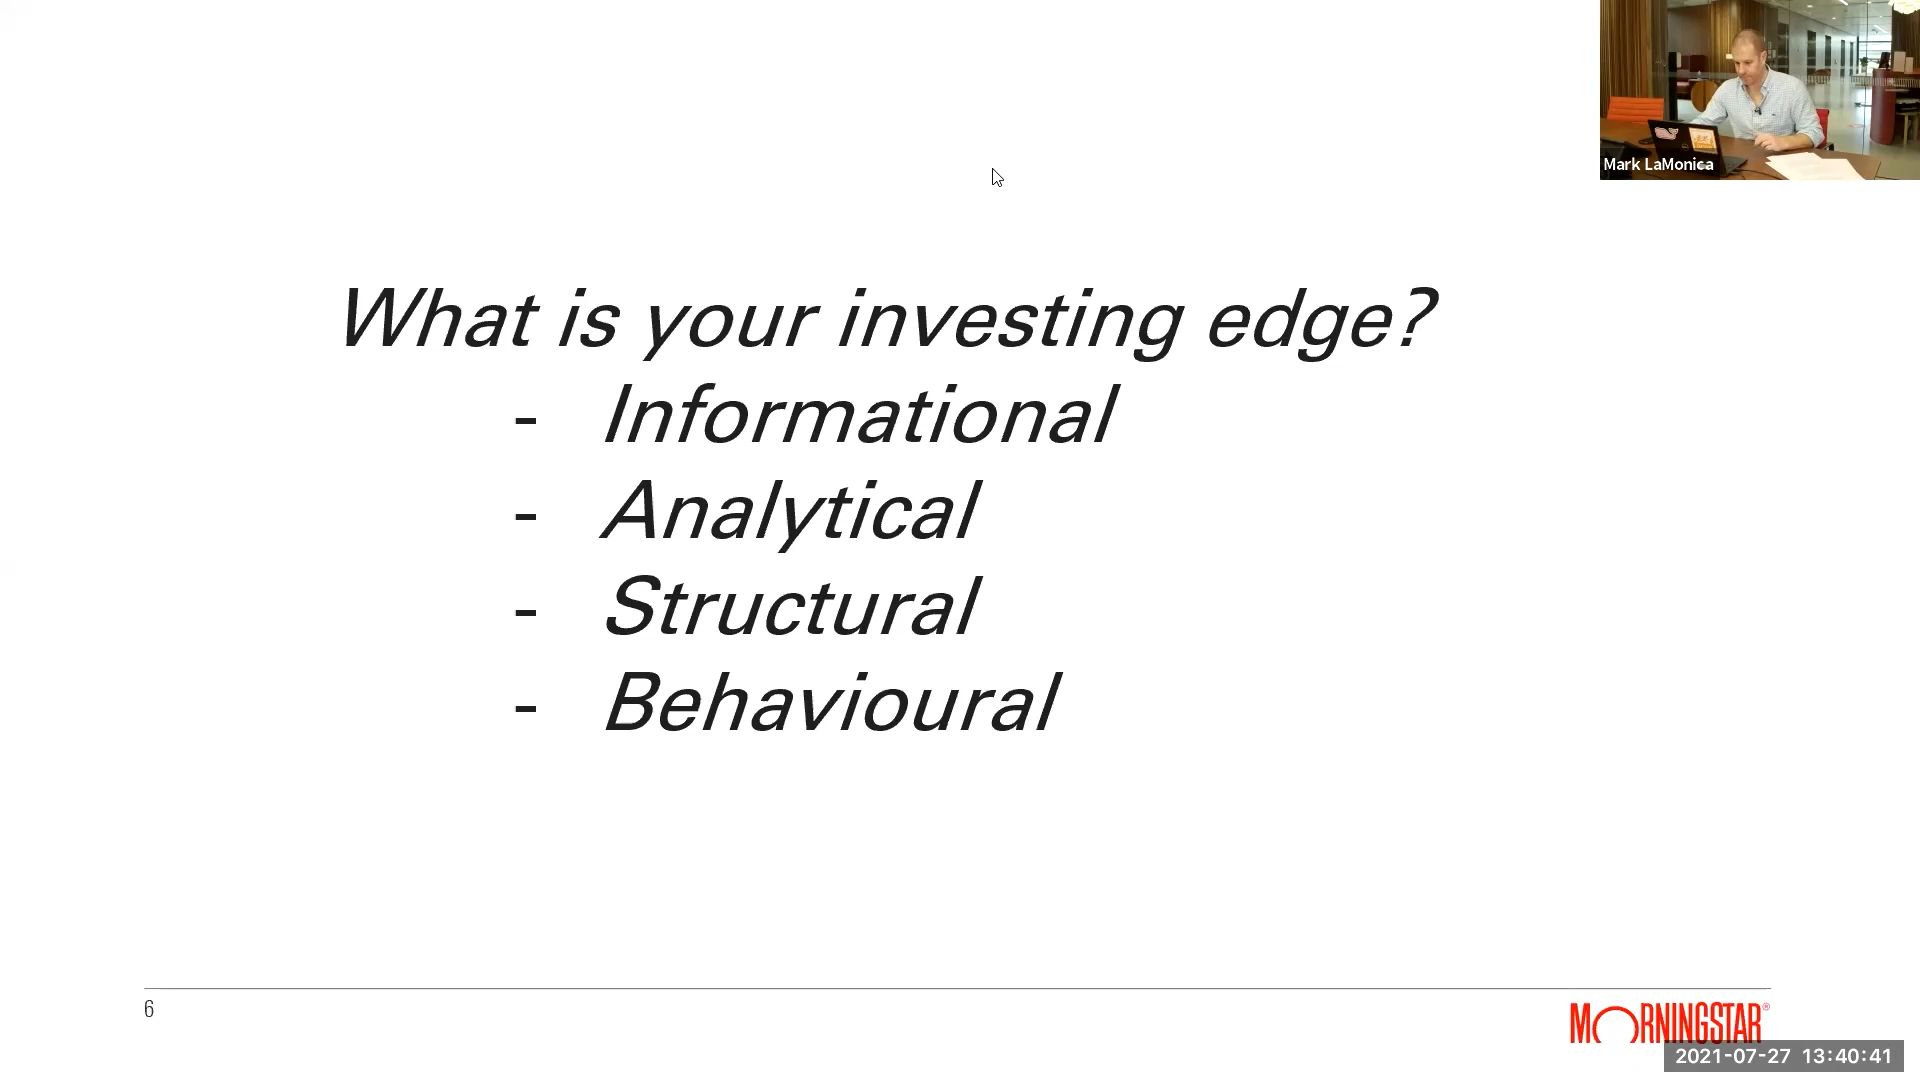 Mark LaMonica
What is your investing edge?
- Informational
- Analytical
- Structural
- Behavioural
6
MORNINGSTAR®
2021-07-27 13:40:41